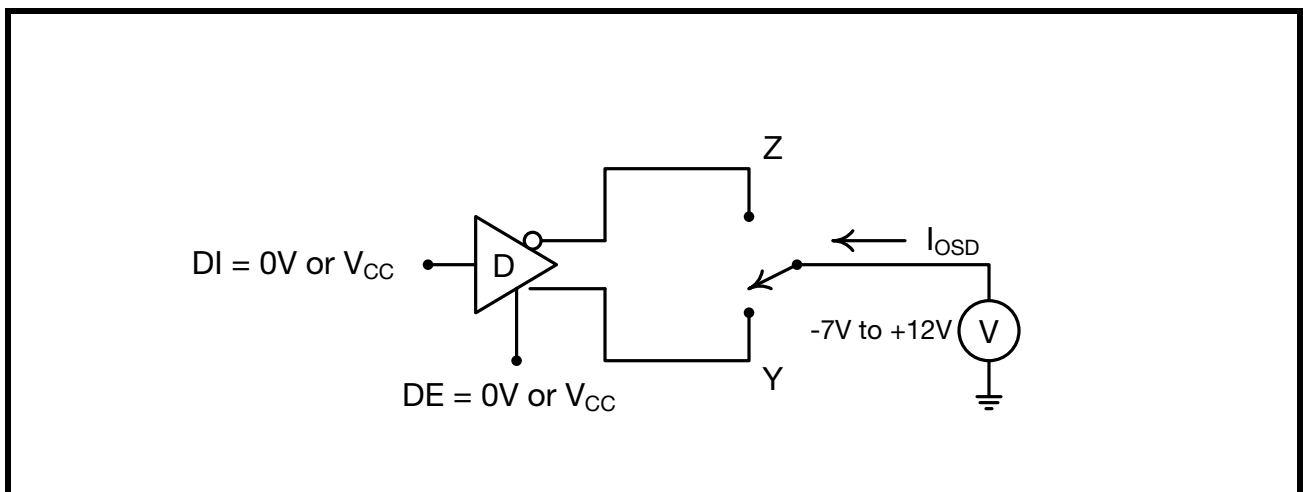 Z
I_OSD
DI = 0V or V_CC
D
-7V to +12V
V
Y
DE = 0V or V_CC